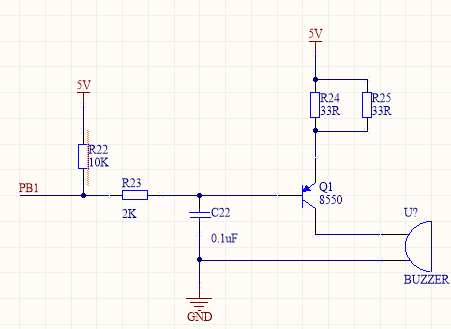 5V
5V
R24
33R
R25
33R
R22
10K
PB1
R23
2K
Q1
8550
C22
0.1uF
U?
BUZZER
GND